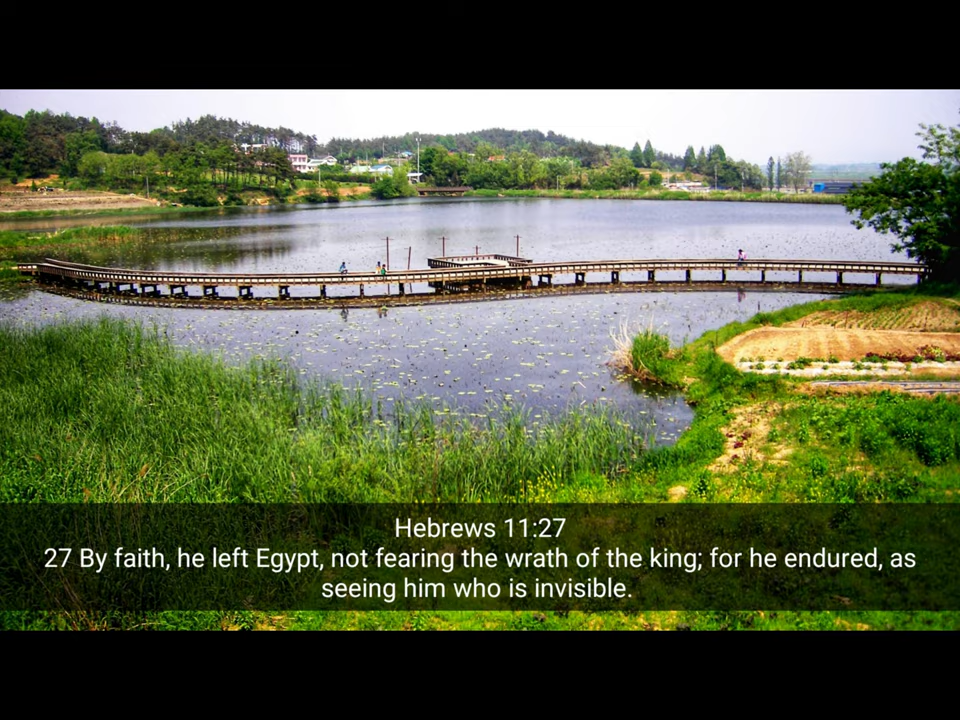 Hebrews 11:27
27 By faith, he left Egypt, not fearing the wrath of the king; for he endured, as
seeing him who is invisible.